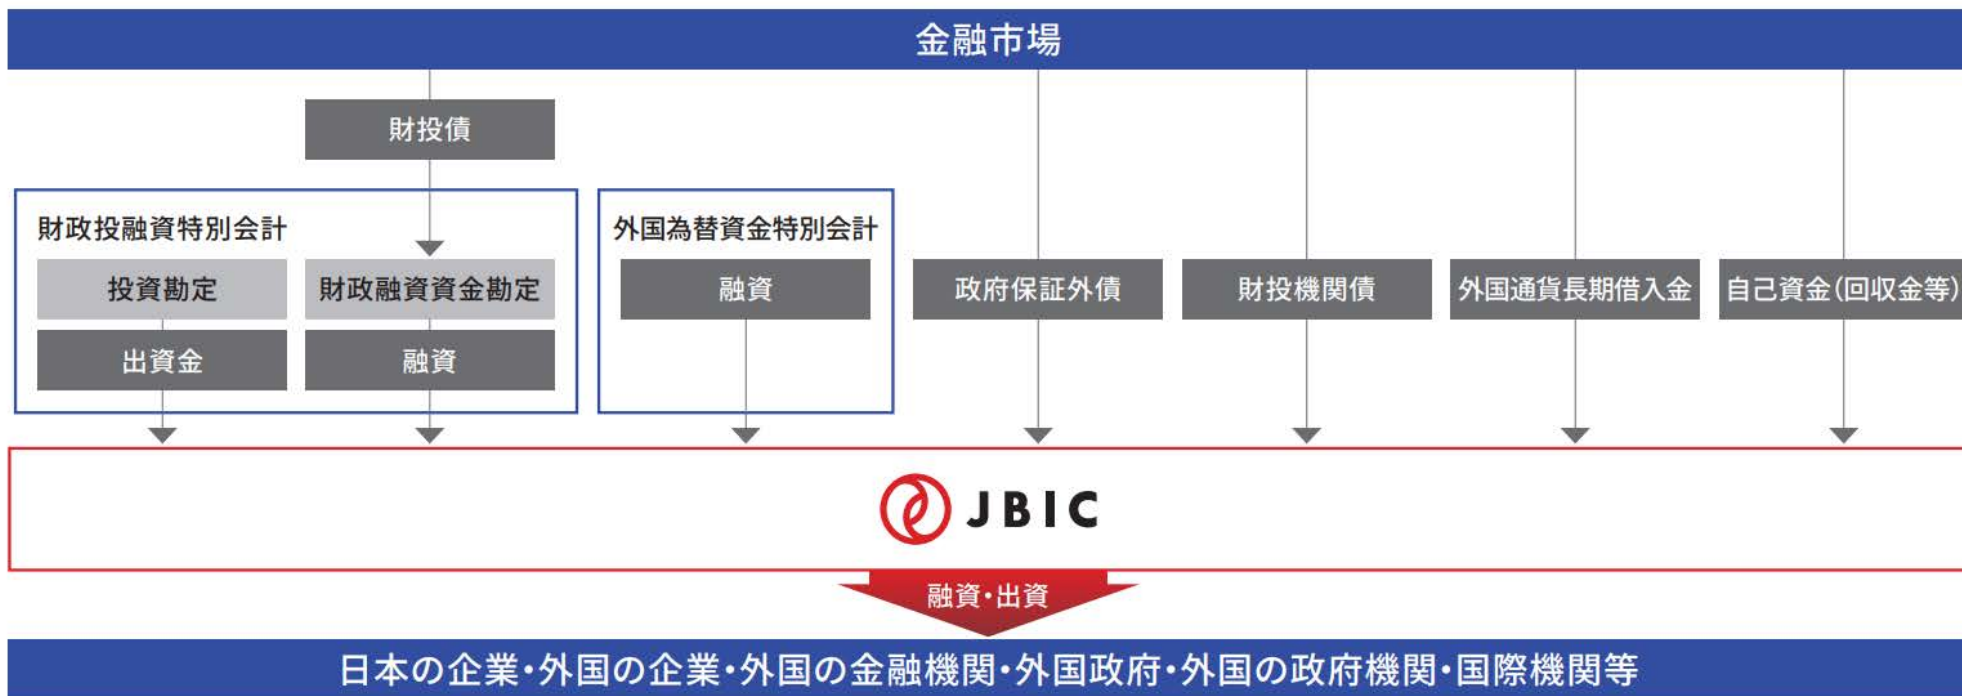 金融市場
財投債
財政投融資特別会計
外国為替資金特別会計
投資勘定
財政融資資金勘定
融資
政府保証外債
財投機関債
外国通貨長期借入金
自己資金(回収金等)
出資金
融資
JBIC
融資・出資
日本の企業・外国の企業・外国の金融機関・外国政府・外国の政府機関・国際機関等